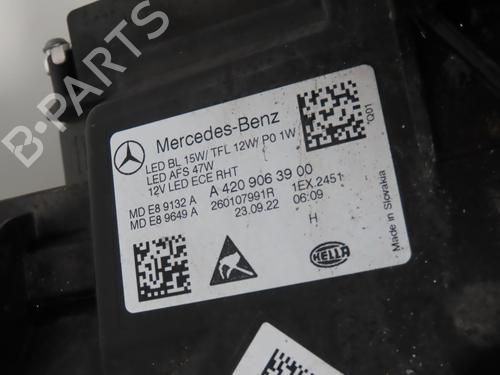 Mercedes-Benz
LED BL 15W/ TFL 12W/ PO 1W
LED AFS 47W
12V LED ECE RHT
MD E8 9132 A
MD E8 9649 A
A 420 906 39 00
260107991R
23.09.22
1EX.2451
06:09
H
HELLA
Made in Slovakia
*Q01
B-PARTS